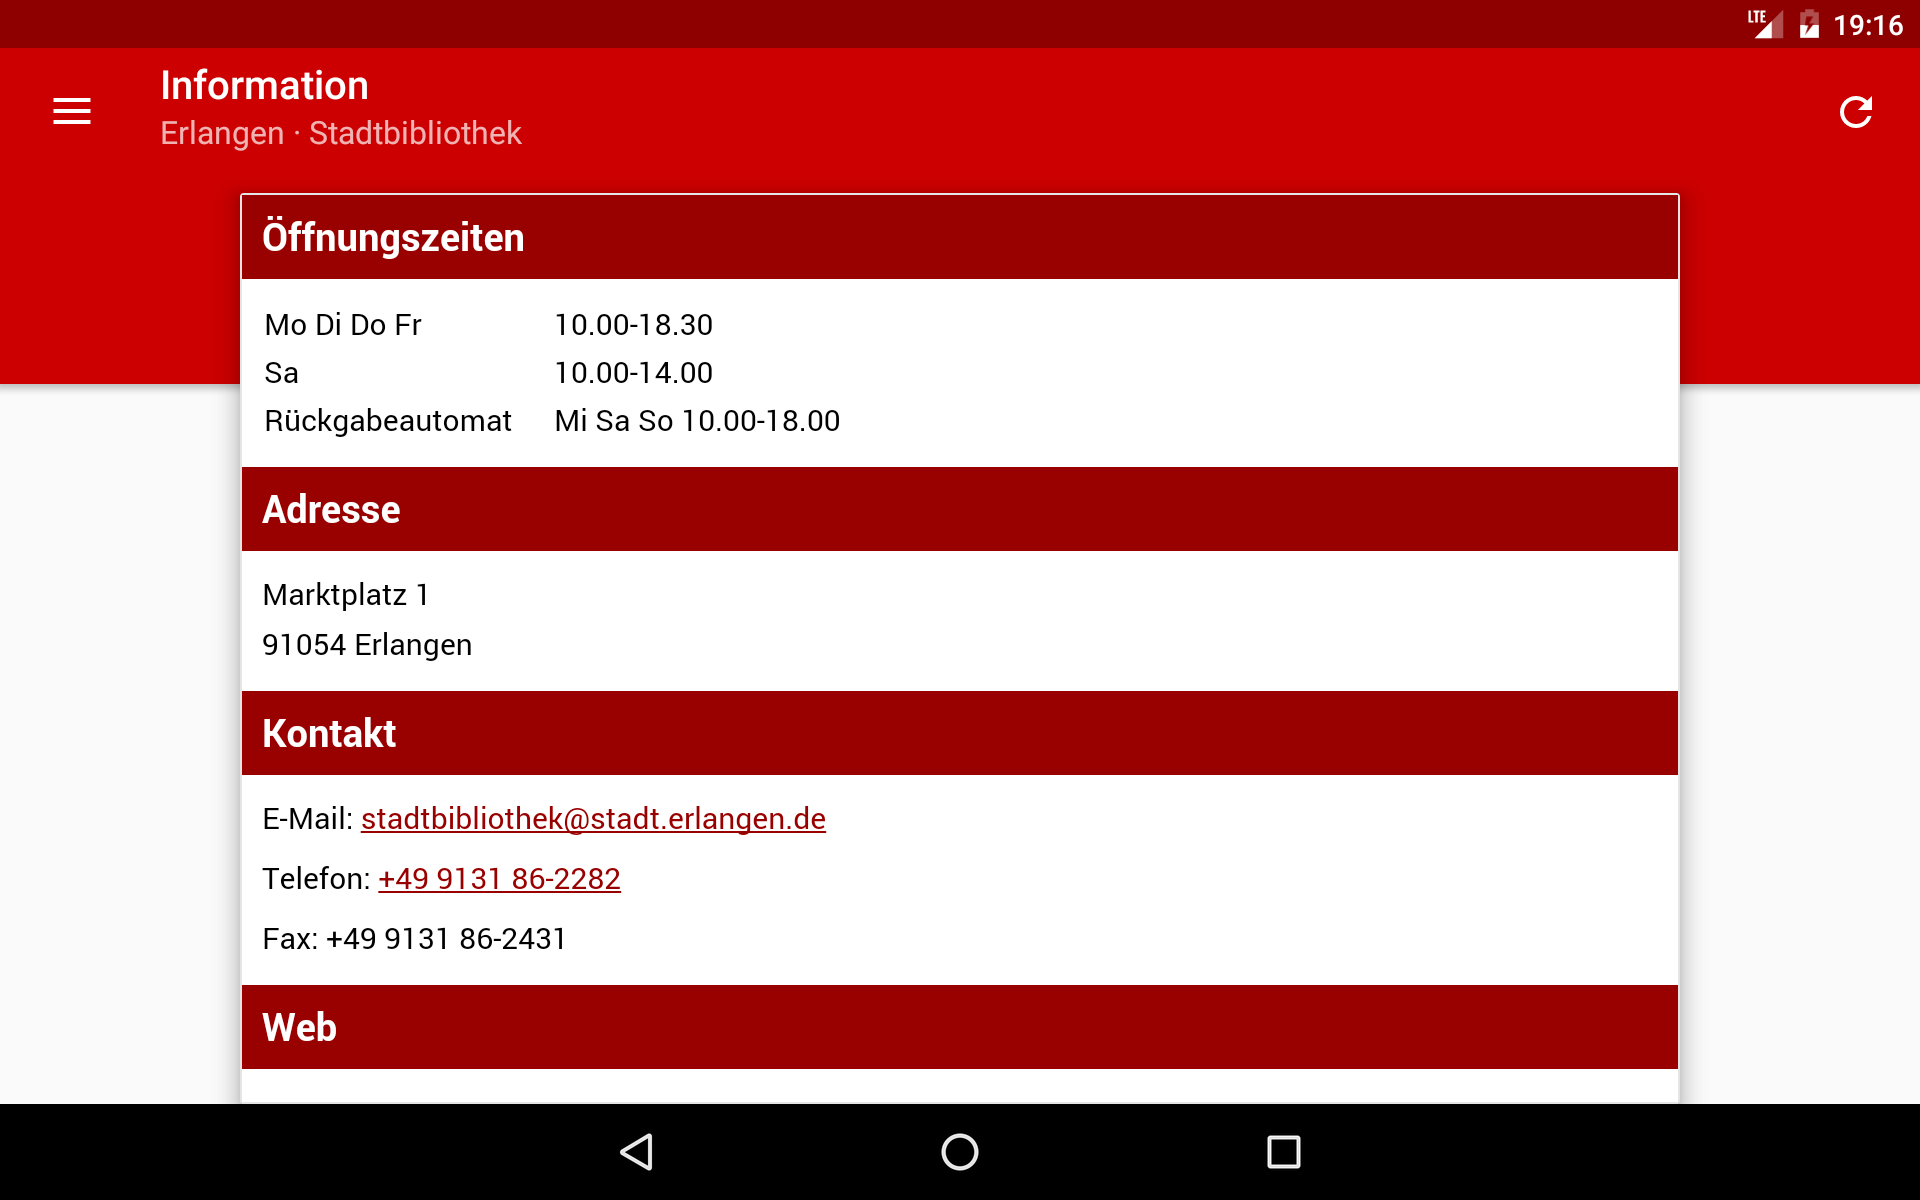 LTE 19:16
Information
Erlangen · Stadtbibliothek
Öffnungszeiten
Mo Di Do Fr 10.00-18.30
Sa 10.00-14.00
Rückgabeautomat Mi Sa So 10.00-18.00
Adresse
Marktplatz 1
91054 Erlangen
Kontakt
E-Mail: stadtbibliothek@stadt.erlangen.de
Telefon: +49 9131 86-2282
Fax: +49 9131 86-2431
Web